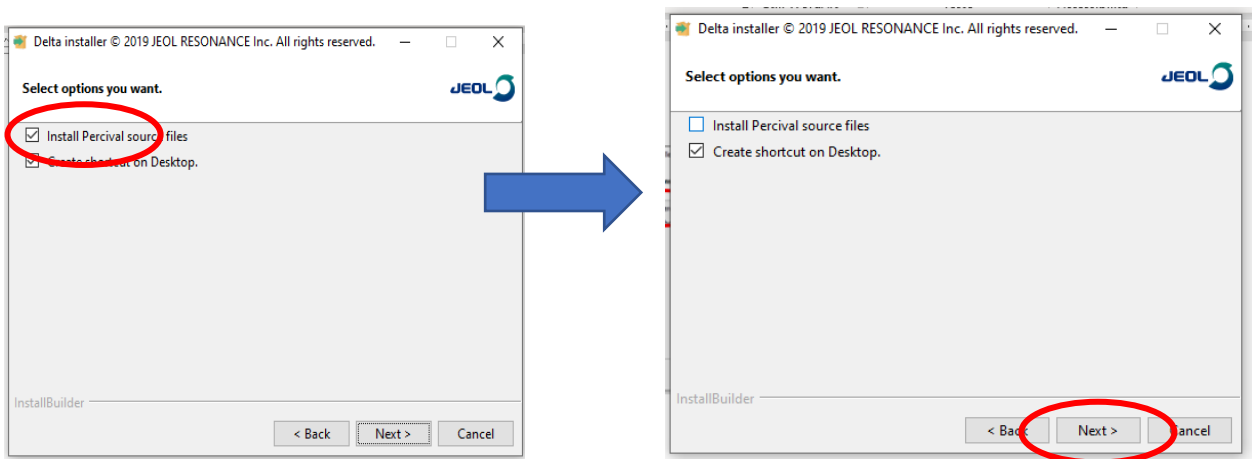 Delta installer © 2019 JEOL RESONANCE Inc. All rights reserved.
Select options you want.
JEOL
Install Percival source files
Create shortcut on Desktop.
InstallBuilder
< Back
Next >
Cancel
Delta installer © 2019 JEOL RESONANCE Inc. All rights reserved.
Select options you want.
JEOL
Install Percival source files
Create shortcut on Desktop.
InstallBuilder
< Back
Next >
Cancel